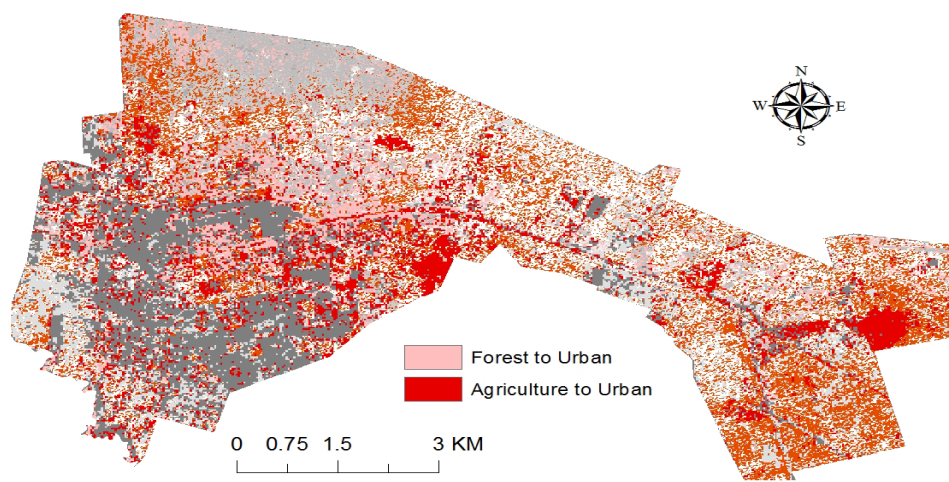 N
W E
S
Forest to Urban
Agriculture to Urban
0 0.75 1.5 3 KM